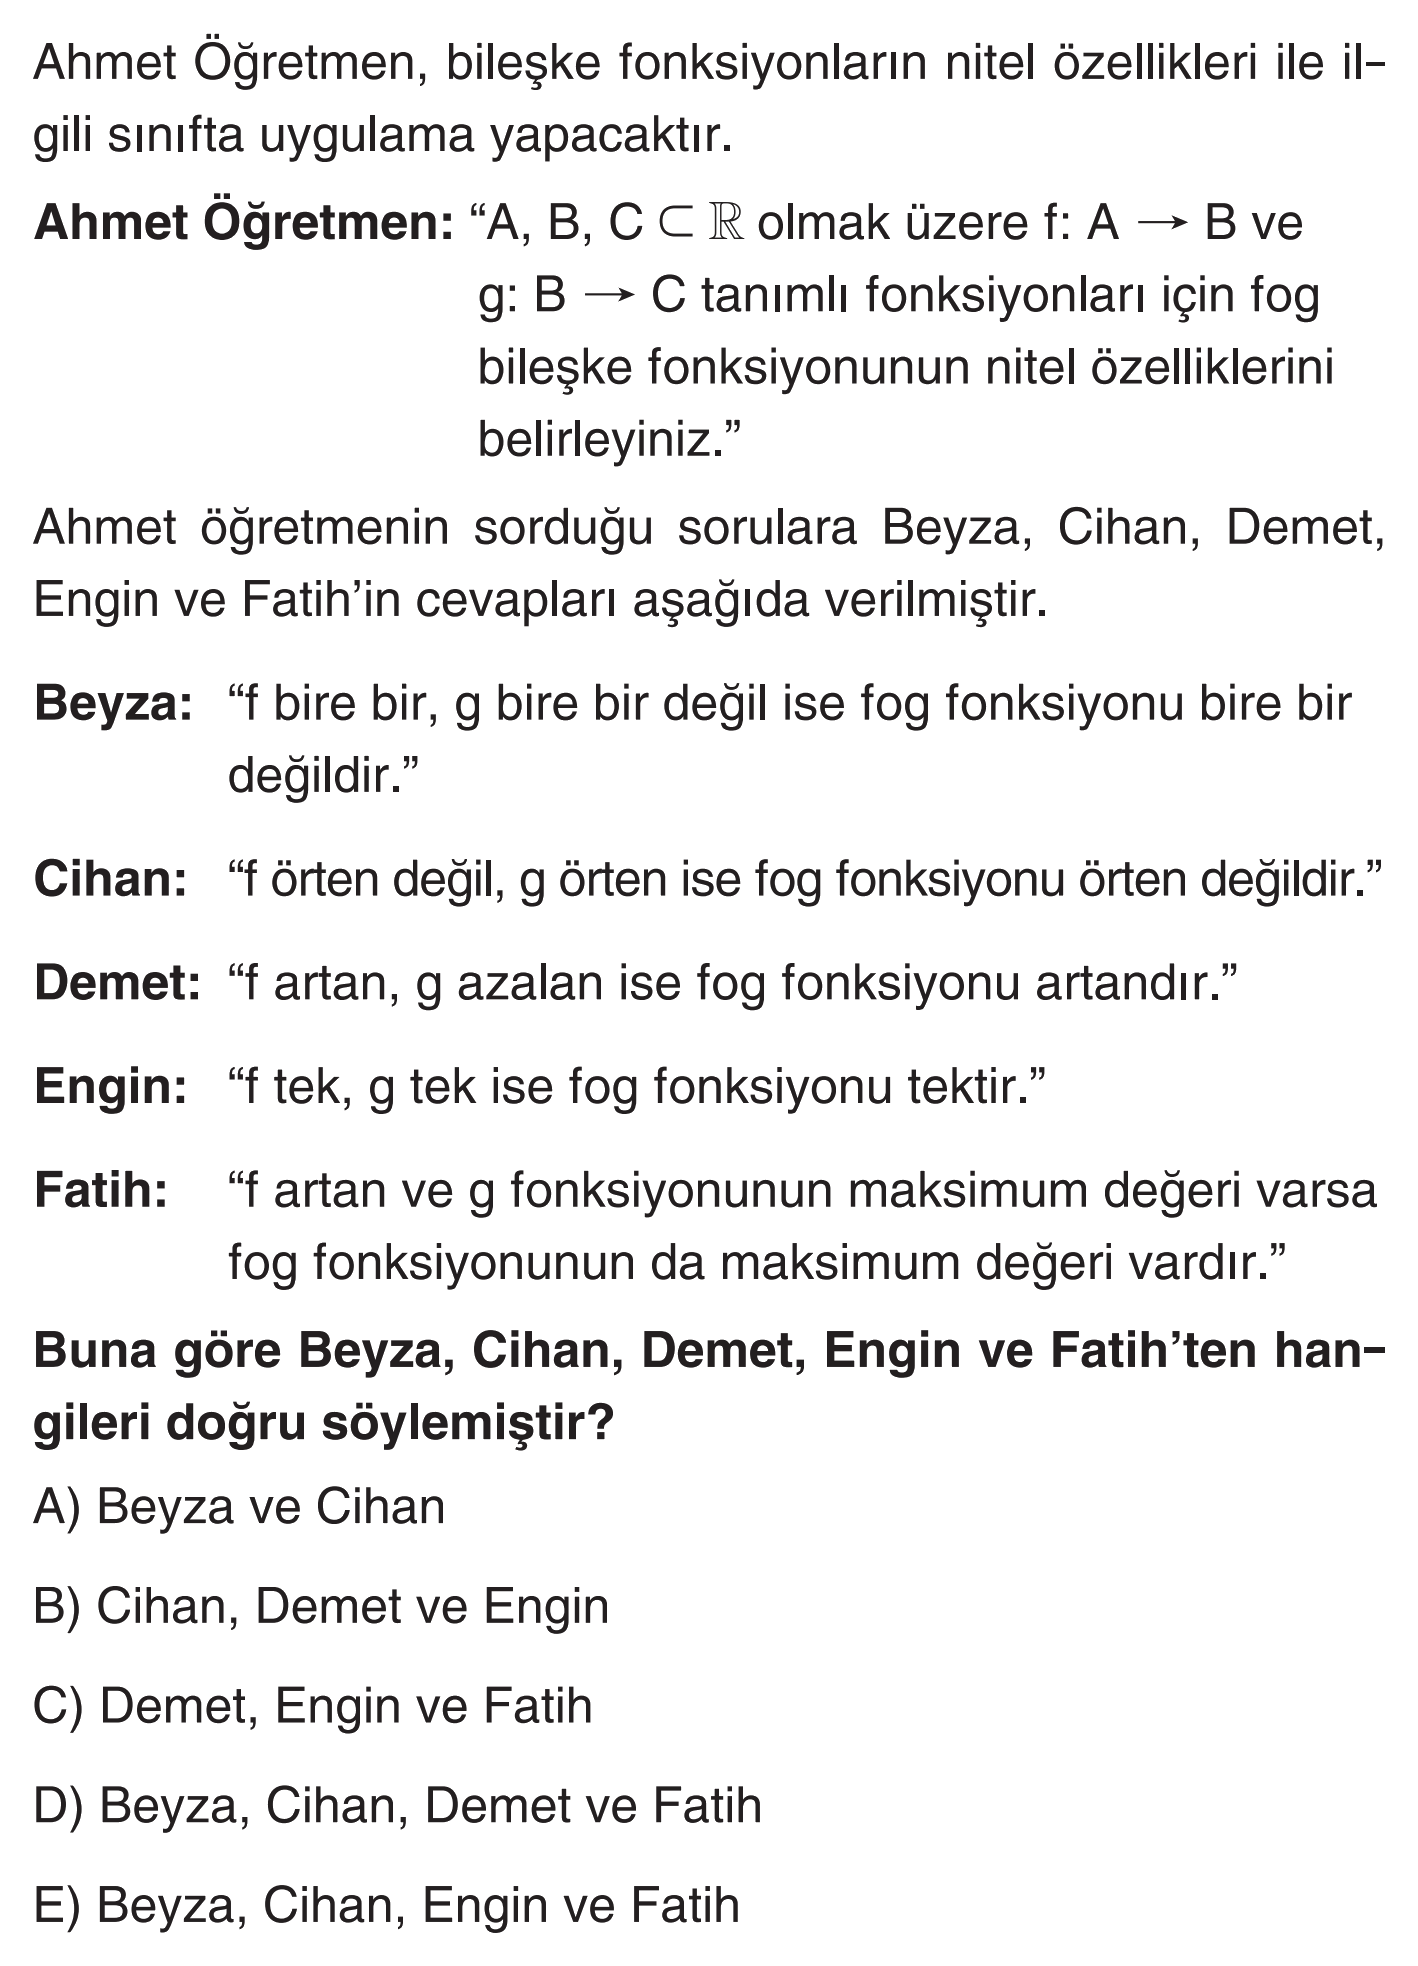 Ahmet Öğretmen, bileşke fonksiyonların nitel özellikleri ile il-
gili sınıfta uygulama yapacaktır.
Ahmet Öğretmen: “A, B, C ⊂ ℝ olmak üzere f: A → B ve
g: B → C tanımlı fonksiyonları için fog
bileşke fonksiyonunun nitel özelliklerini
belirleyiniz.”
Ahmet öğretmenin sorduğu sorulara Beyza, Cihan, Demet,
Engin ve Fatih’in cevapları aşağıda verilmiştir.
Beyza: “f bire bir, g bire bir değil ise fog fonksiyonu bire bir
değildir.”
Cihan: “f örten değil, g örten ise fog fonksiyonu örten değildir.”
Demet: “f artan, g azalan ise fog fonksiyonu artandır.”
Engin: “f tek, g tek ise fog fonksiyonu tektir.”
Fatih: “f artan ve g fonksiyonunun maksimum değeri varsa
fog fonksiyonunun da maksimum değeri vardır.”
Buna göre Beyza, Cihan, Demet, Engin ve Fatih’ten han-
gileri doğru söylemiştir?
A) Beyza ve Cihan
B) Cihan, Demet ve Engin
C) Demet, Engin ve Fatih
D) Beyza, Cihan, Demet ve Fatih
E) Beyza, Cihan, Engin ve Fatih